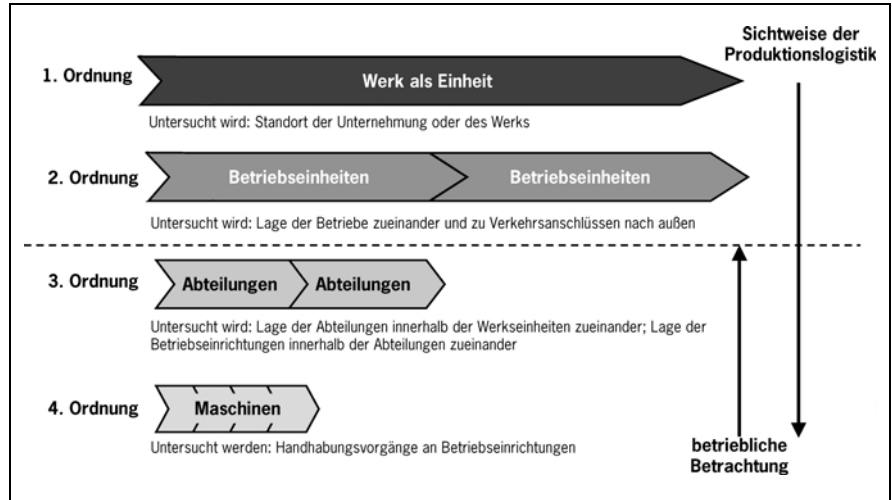 Sichtweise der
Produktionslogistik
1. Ordnung
Werk als Einheit
Untersucht wird: Standort der Unternehmung oder des Werks
2. Ordnung
Betriebseinheiten
Betriebseinheiten
Untersucht wird: Lage der Betriebe zueinander und zu Verkehrsanschlüssen nach außen
3. Ordnung
Abteilungen
Abteilungen
Untersucht wird: Lage der Abteilungen innerhalb der Werkseinheiten zueinander; Lage der
Betriebseinrichtungen innerhalb der Abteilungen zueinander
4. Ordnung
Maschinen
Untersucht werden: Handhabungsvorgänge an Betriebseinrichtungen
betriebliche
Betrachtung